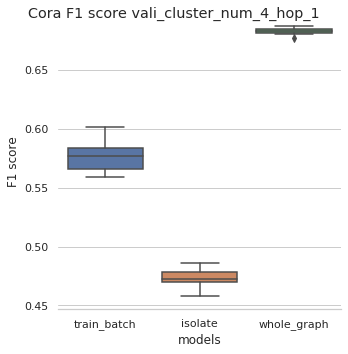 Cora F1 score vali_cluster_num_4_hop_1
0.65
0.60
0.55
0.50
0.45
F1 score
train_batch
isolate
whole_graph
models